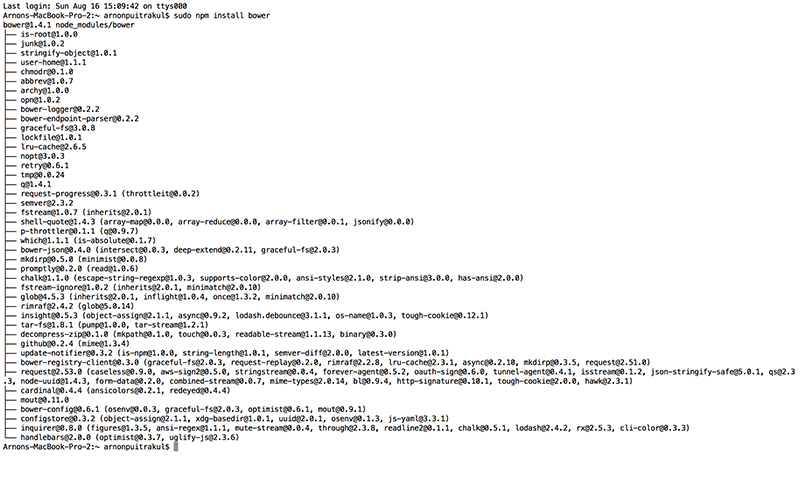 Last login: Sun Aug 16 15:09:42 on ttys000
Arnons-MacBook-Pro-2:~ arnonpuitrakul$ sudo npm install bower
bower@1.4.1 node_modules/bower
├── is-root@1.0.0
├── junk@1.0.2
├── stringify-object@1.0.1
├── user-home@1.1.1
├── chmodr@0.1.0
├── abbrev@1.0.7
├── archy@1.0.0
├── opn@1.0.2
├── bower-logger@0.2.2
├── bower-endpoint-parser@0.2.2
├── graceful-fs@3.0.8
├── lockfile@1.0.1
├── lru-cache@2.6.5
├── nopt@3.0.3
├── retry@0.6.1
├── tmp@0.0.24
├── q@1.4.1
├── request-progress@0.3.1 (throttleit@0.0.2)
├── semver@2.3.2
├── fstream@1.0.7 (inherits@2.0.1)
├── shell-quote@1.4.3 (array-map@0.0.0, array-reduce@0.0.0, array-filter@0.0.1, jsonify@0.0.0)
├── p-throttler@0.1.1 (q@0.9.7)
├── which@1.1.1 (is-absolute@0.1.7)
├── bower-json@0.4.0 (intersect@0.0.3, deep-extend@0.2.11, graceful-fs@2.0.3)
├── mkdirp@0.5.0 (minimist@0.0.8)
├── promptly@0.2.0 (read@1.0.6)
├── chalk@1.1.0 (escape-string-regexp@1.0.3, supports-color@2.0.0, ansi-styles@2.1.0, strip-ansi@3.0.0, has-ansi@2.0.0)
├── fstream-ignore@1.0.2 (inherits@2.0.1, minimatch@2.0.10)
├── glob@4.5.3 (inherits@2.0.1, inflight@1.0.4, once@1.3.2, minimatch@2.0.10)
├── rimraf@2.4.2 (glob@5.0.14)
├── insight@0.5.3 (object-assign@2.1.1, async@0.9.2, lodash.debounce@3.1.1, os-name@1.0.3, tough-cookie@0.12.1)
├── tar-fs@1.8.1 (pump@1.0.0, tar-stream@1.2.1)
├── decompress-zip@0.1.0 (mkpath@0.1.0, touch@0.0.3, readable-stream@1.1.13, binary@0.3.0)
├── github@0.2.4 (mime@1.3.4)
├── update-notifier@0.3.2 (is-npm@1.0.0, string-length@1.0.1, semver-diff@2.0.0, latest-version@1.0.1)
├── bower-registry-client@0.3.0 (graceful-fs@2.0.3, request-replay@0.2.0, rimraf@2.2.8, lru-cache@2.3.1, async@0.2.10, mkdirp@0.3.5, request@2.51.0)
├── request@2.53.0 (caseless@0.9.0, aws-sign2@0.5.0, stringstream@0.0.4, forever-agent@0.5.2, oauth-sign@0.6.0, tunnel-agent@0.4.1, isstream@0.1.2, json-stringify-safe@5.0.1, qs@2.3
.3, node-uuid@1.4.3, form-data@0.2.0, combined-stream@0.0.7, mime-types@2.0.14, bl@0.9.4, http-signature@0.10.1, tough-cookie@2.0.0, hawk@2.3.1)
├── cardinal@0.4.4 (ansicolors@0.2.1, redeyed@0.4.4)
├── mout@0.11.0
├── bower-config@0.6.1 (osenv@0.0.3, graceful-fs@2.0.3, optimist@0.6.1, mout@0.9.1)
├── configstore@0.3.2 (object-assign@2.1.1, xdg-basedir@1.0.1, uuid@2.0.1, osenv@0.1.3, js-yaml@3.3.1)
├── inquirer@0.8.0 (figures@1.3.5, ansi-regex@1.1.1, mute-stream@0.0.4, through@2.3.8, readline2@0.1.1, chalk@0.5.1, lodash@2.4.2, rx@2.5.3, cli-color@0.3.3)
└── handlebars@2.0.0 (optimist@0.3.7, uglify-js@2.3.6)
Arnons-MacBook-Pro-2:~ arnonpuitrakul$